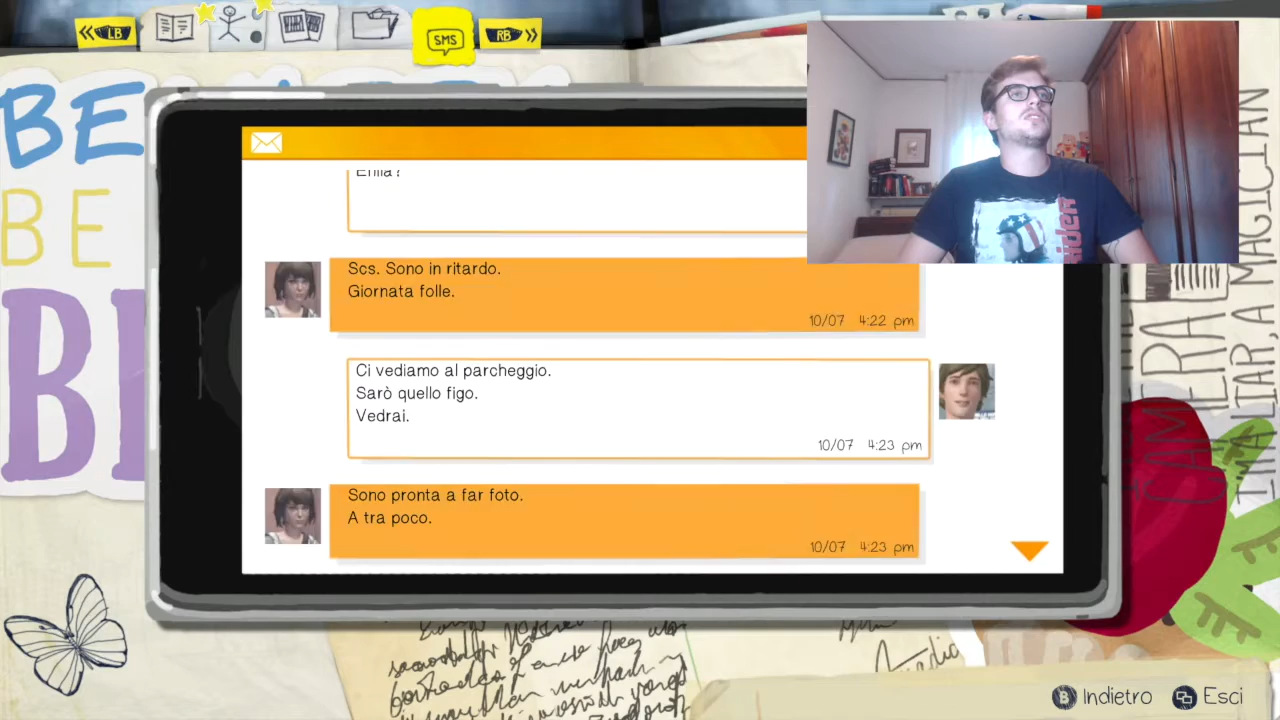 LB
SMS
RB
BE
BE
Scs. Sono in ritardo.
Giornata folle.
10/07 4:22 pm
Ci vediamo al parcheggio.
Sarò quello figo.
Vedrai.
10/07 4:23 pm
Sono pronta a far foto.
A tra poco.
10/07 4:23 pm
B Indietro
Esci